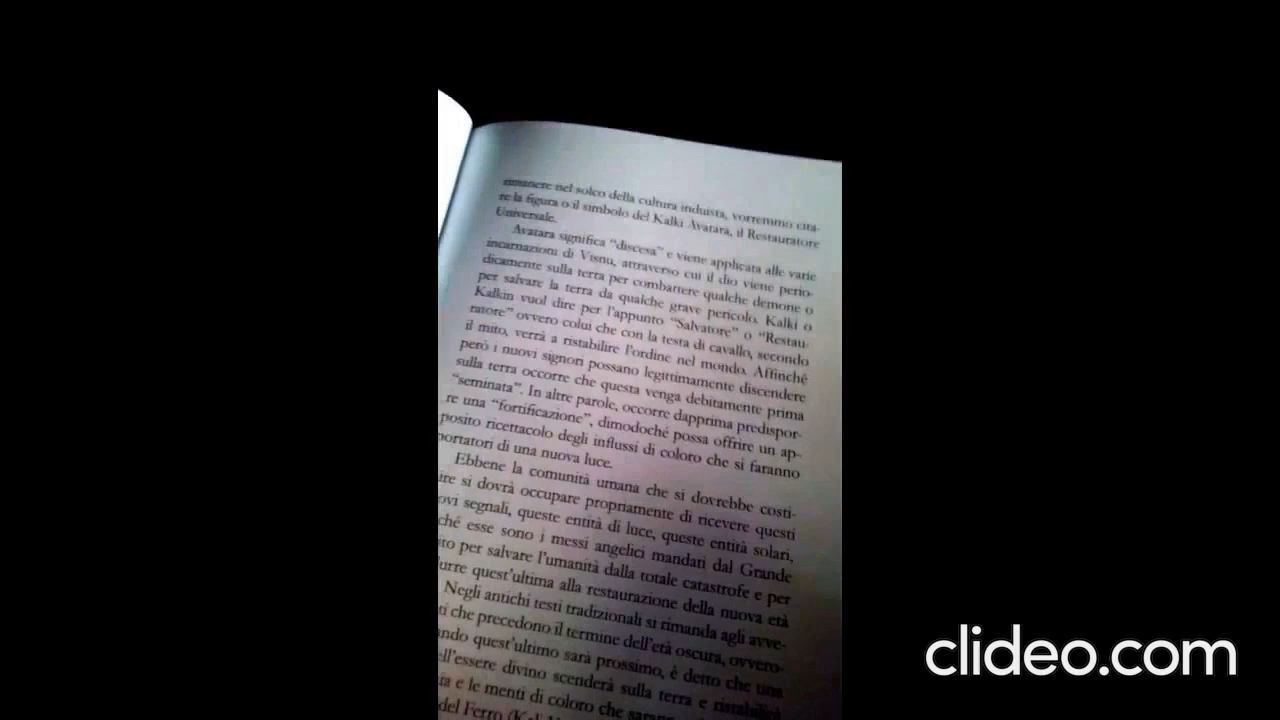 rimanere nel solco della cultura induista, vorremmo cita-
re la figura o il simbolo del Kalki Avatara, il Restauratore
Universale.
Avatara significa “discesa” e viene applicata alle varie
incarnazioni di Visnu, attraverso cui il dio viene perio-
dicamente sulla terra per combattere qualche demone o
per salvare la terra da qualche grave pericolo. Kalki o
Kalkin vuol dire per l’appunto “Salvatore” o “Restau-
ratore” ovvero colui che con la testa di cavallo, secondo
il mito, verrà a ristabilire l’ordine nel mondo. Affinché
però i nuovi signori possano legittimamente discendere
sulla terra occorre che questa venga debitamente prima
“seminata”. In altre parole, occorre dapprima predispor-
re una “fortificazione”, dimodoché possa offrire un ap-
posito ricettacolo degli influssi di coloro che si faranno
portatori di una nuova luce.
Ebbene la comunità umana che si dovrebbe costi-
ire si dovrà occupare propriamente di ricevere questi
ovi segnali, queste entità di luce, queste entità solari,
ché esse sono i messi angelici mandati dal Grande
ito per salvare l’umanità dalla totale catastrofe e per
urre quest’ultima alla restaurazione della nuova età
Negli antichi testi tradizionali si rimanda agli avve-
ti che precedono il termine dell’età oscura, ovvero-
ando quest’ultimo sarà prossimo, è detto che una
ell’essere divino scenderà sulla terra e ristabilirà
ta e le menti di coloro che
del Ferro
clideo.com